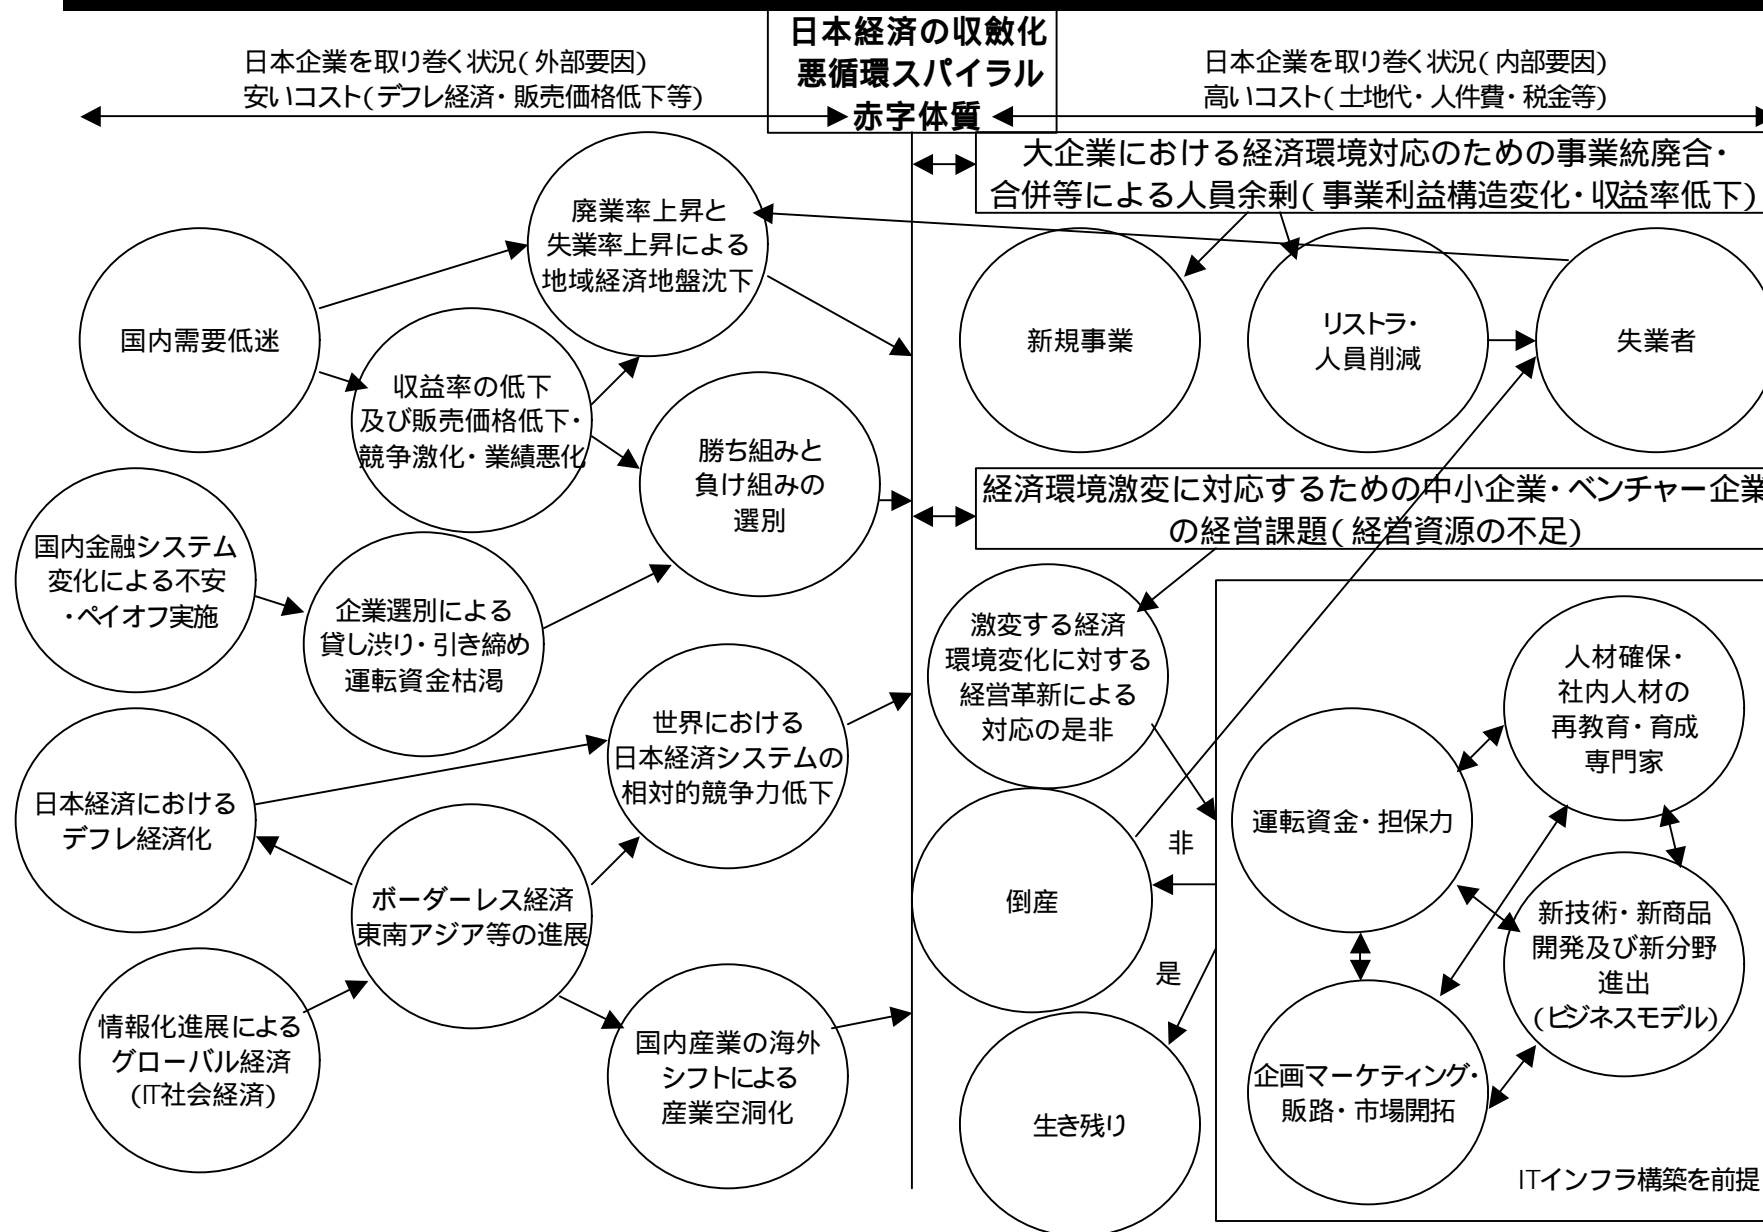 日本経済の収斂化
悪循環スパイラル
赤字体質
日本企業を取り巻く状況(外部要因)
安いコスト(デフレ経済・販売価格低下等)
日本企業を取り巻く状況(内部要因)
高いコスト(土地代・人件費・税金等)
大企業における経済環境対応のための事業統廃合・
合併等による人員余剰(事業利益構造変化・収益率低下)
廃業率上昇と
失業率上昇による
地域経済地盤沈下
国内需要低迷
収益率の低下
及び販売価格低下・
競争激化・業績悪化
勝ち組みと
負け組みの
選別
国内金融システム
変化による不安
・ペイオフ実施
企業選別による
貸し渋り・引き締め
運転資金枯渇
世界における
日本経済システムの
相対的競争力低下
日本経済における
デフレ経済化
ボーダーレス経済
東南アジア等の進展
情報化進展による
グローバル経済
(IT社会経済)
国内産業の海外
シフトによる
産業空洞化
新規事業
リストラ・
人員削減
失業者
経済環境激変に対応するための中小企業・ベンチャー企業
の経営課題(経営資源の不足)
激変する経済
環境変化に対する
経営革新による
対応の是非
非
倒産
是
生き残り
人材確保・
社内人材の
再教育・育成
専門家
運転資金・担保力
新技術・新商品
開発及び新分野
進出
(ビジネスモデル)
企画マーケティング・
販路・市場開拓
ITインフラ構築を前提